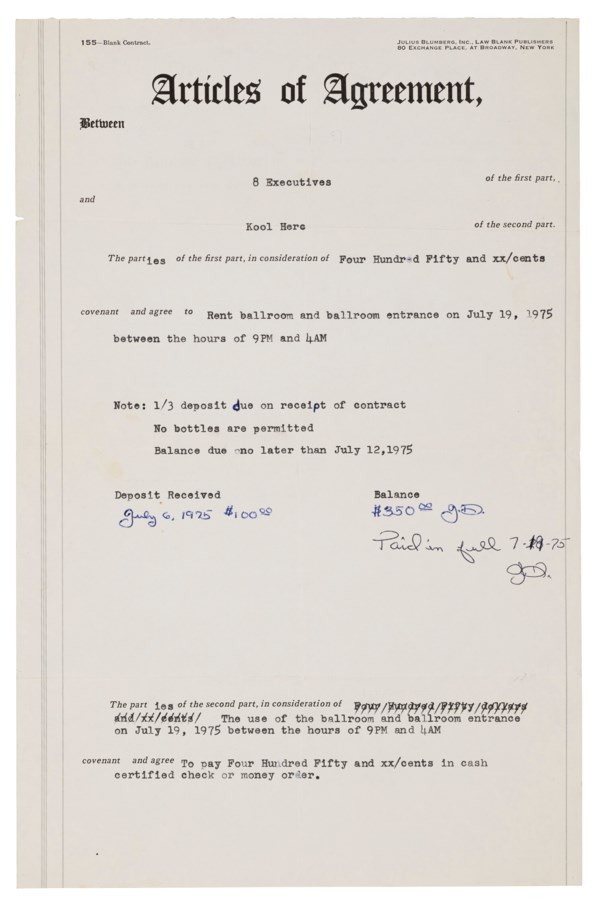 155—Blank Contract.
JULIUS BLUMBERG, INC., LAW BLANK PUBLISHERS
80 EXCHANGE PLACE, AT BROADWAY, NEW YORK
Articles of Agreement,
Between
8 Executives of the first part,
and
Kool Herc of the second part.
The parties of the first part, in consideration of Four Hundred Fifty and xx/cents
covenant and agree to Rent ballroom and ballroom entrance on July 19, 1975
between the hours of 9PM and 4AM
Note: 1/3 deposit due on receipt of contract
No bottles are permitted
Balance due no later than July 12,1975
Deposit Received Balance
July 6, 1975 $100.00 $350.00 J.D.
Paid in full 7-19-75
J.D.
The part ies of the second part, in consideration of Four/Hundred/Fifty/dollars
and/xx/cents/ The use of the ballroom and ballroom entrance
on July 19, 1975 between the hours of 9PM and 4AM
covenant and agree To pay Four Hundred Fifty and xx/cents in cash
certified check or money order.